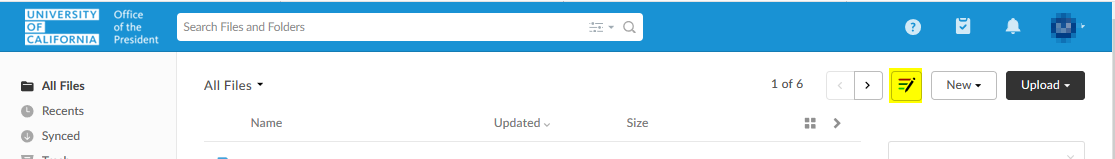 UNIVERSITY
OF
CALIFORNIA
Office
of the
President
Search Files and Folders
All Files
Recents
Synced
All Files
1 of 6
New
Upload
Name
Updated
Size